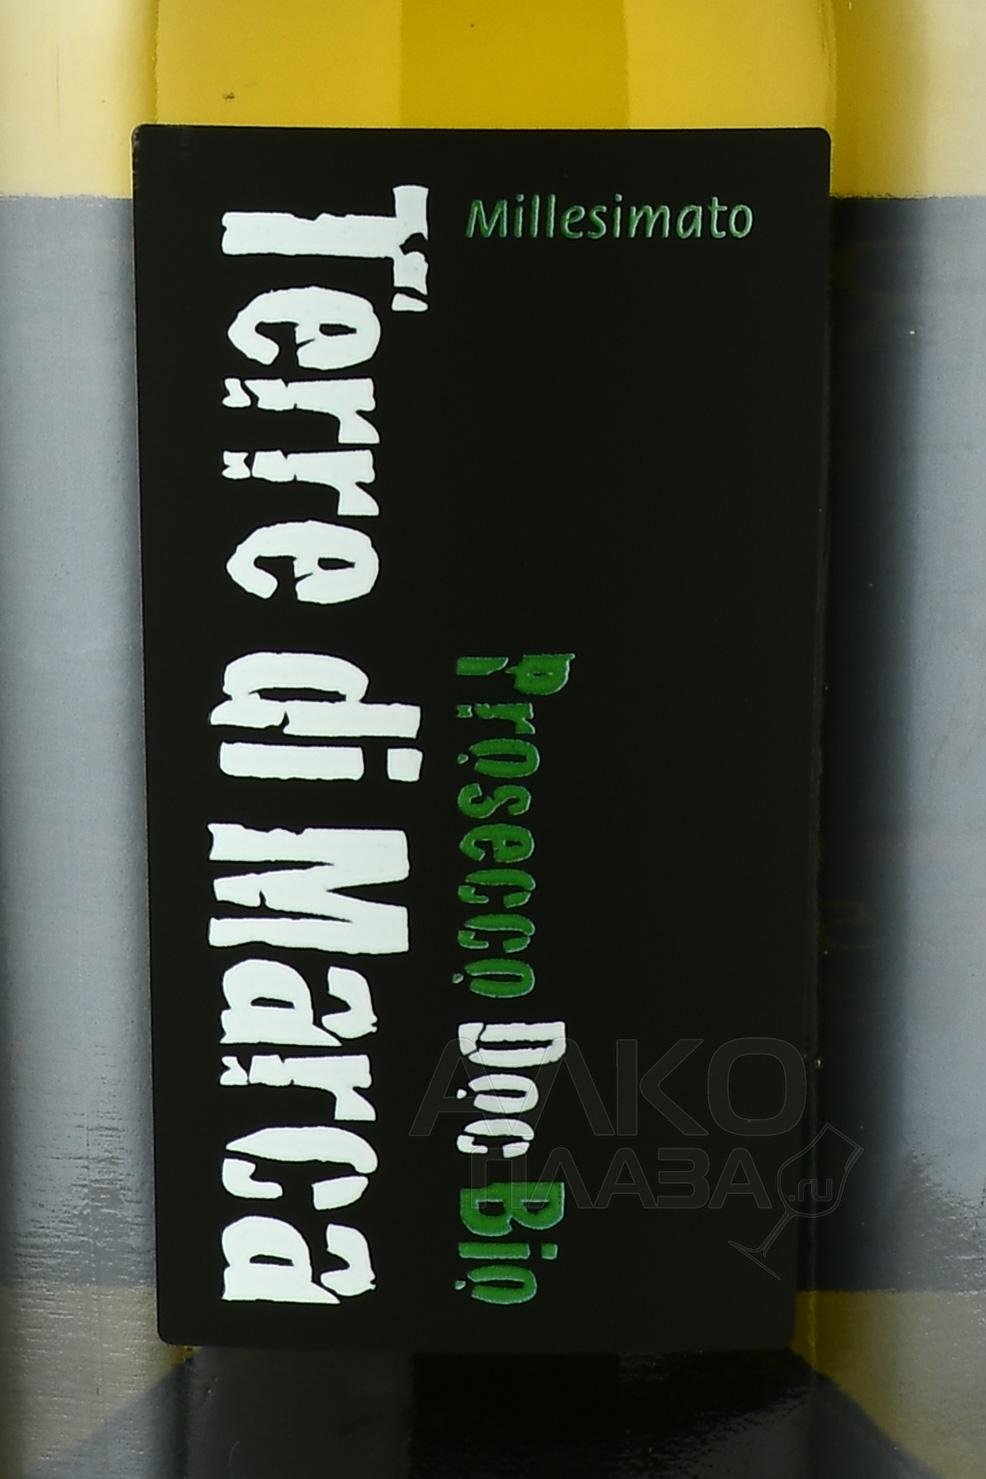 Millesimato
Terre di Marca
Prosecco Doc Bio
АЛКО
ПЛАЗА.ru